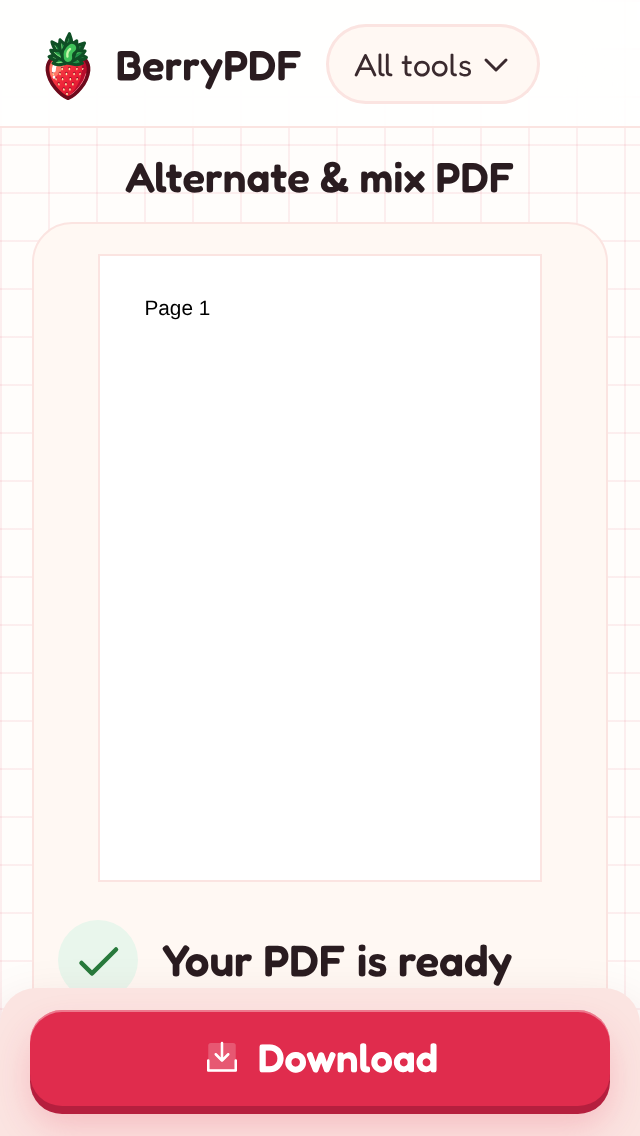 BerryPDF
All tools
Alternate & mix PDF
Page 1
Your PDF is ready
Download